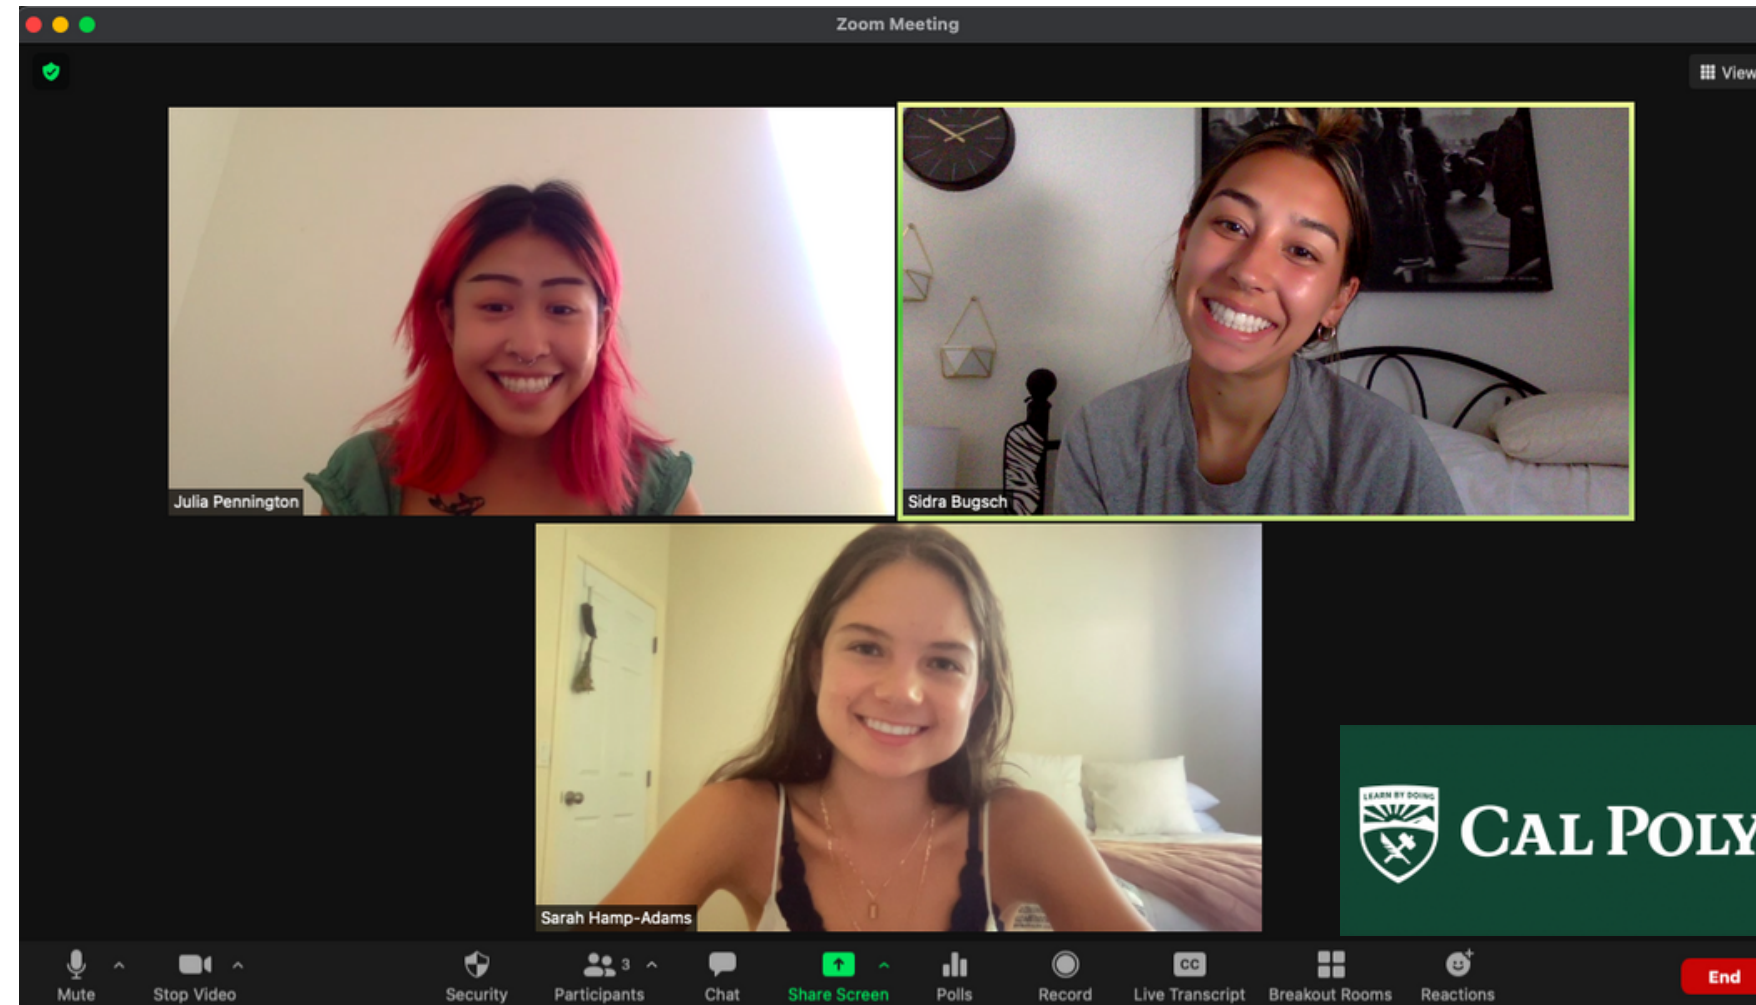 Zoom Meeting
View
Julia Pennington
Sidra Bugsch
Sarah Hamp-Adams
LEARN BY DOING
CAL POLY
Mute
Stop Video
Security
3
Participants
Chat
Share Screen
Polls
Record
CC
Live Transcript
Breakout Rooms
Reactions
End